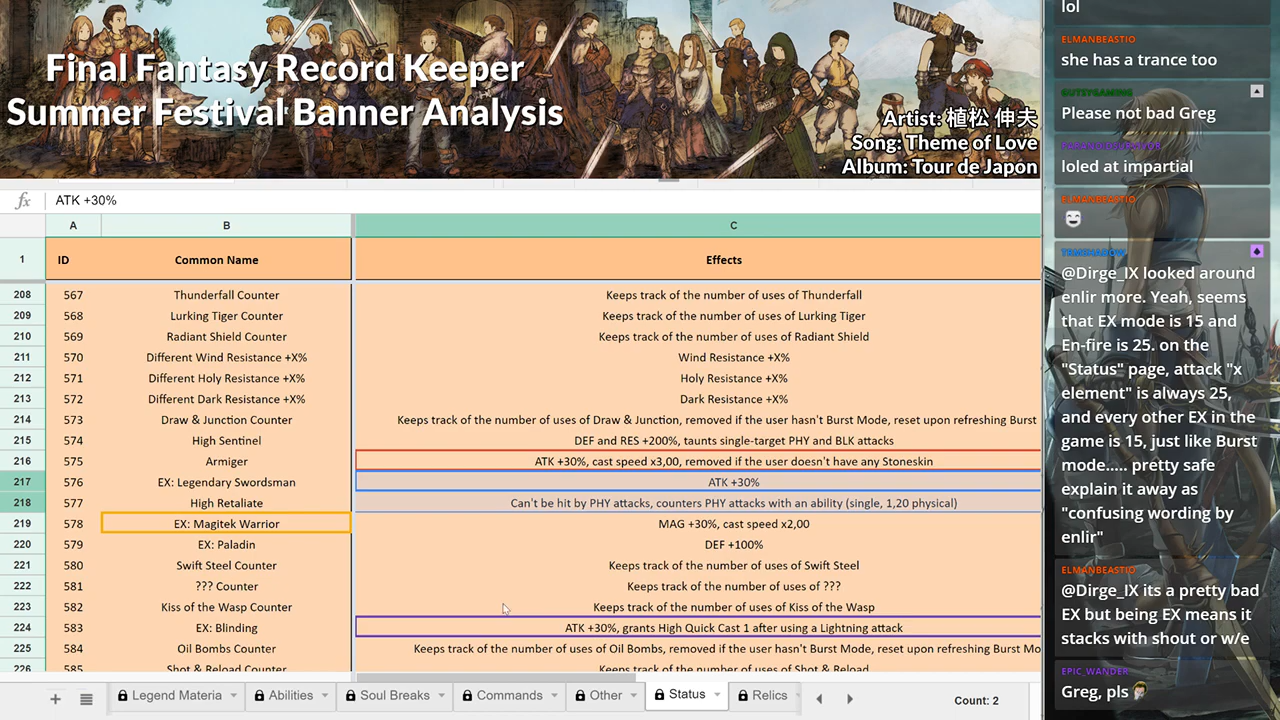 Final Fantasy Record Keeper
Summer Festival Banner Analysis
Artist: 植松 伸夫
Song: Theme of Love
Album: Tour de Japon
fx ATK +30%
A B C
1 ID Common Name Effects
208 567 Thunderfall Counter Keeps track of the number of uses of Thunderfall
209 568 Lurking Tiger Counter Keeps track of the number of uses of Lurking Tiger
210 569 Radiant Shield Counter Keeps track of the number of uses of Radiant Shield
211 570 Different Wind Resistance +X% Wind Resistance +X%
212 571 Different Holy Resistance +X% Holy Resistance +X%
213 572 Different Dark Resistance +X% Dark Resistance +X%
214 573 Draw & Junction Counter Keeps track of the number of uses of Draw & Junction, removed if the user hasn't Burst Mode, reset upon refreshing Burst
215 574 High Sentinel DEF and RES +200%, taunts single-target PHY and BLK attacks
216 575 Armiger ATK +30%, cast speed x3,00, removed if the user doesn't have any Stoneskin
217 576 EX: Legendary Swordsman ATK +30%
218 577 High Retaliate Can't be hit by PHY attacks, counters PHY attacks with an ability (single, 1,20 physical)
219 578 EX: Magitek Warrior MAG +30%, cast speed x2,00
220 579 EX: Paladin DEF +100%
221 580 Swift Steel Counter Keeps track of the number of uses of Swift Steel
222 581 ??? Counter Keeps track of the number of uses of ???
223 582 Kiss of the Wasp Counter Keeps track of the number of uses of Kiss of the Wasp
224 583 EX: Blinding ATK +30%, grants High Quick Cast 1 after using a Lightning attack
225 584 Oil Bombs Counter Keeps track of the number of uses of Oil Bombs, removed if the user hasn't Burst Mode, reset upon refreshing Burst Mo
226 585 Shot & Reload Counter Keeps track of the number of uses of Shot & Reload
+ Legend Materia Abilities Soul Breaks Commands Other Status Relics Count: 2
lol
ELMANBEASTIO
she has a trance too
GUTSYGAMING
Please not bad Greg
loled at impartial
ELMANBEASTIO
TRMSHADOW
@Dirge_IX looked around
enlir more. Yeah, seems
that EX mode is 15 and
En-fire is 25. on the
"Status" page, attack "x
element" is always 25,
and every other EX in the
game is 15, just like Burst
mode..... pretty safe
explain it away as
"confusing wording by
enlir"
ELMANBEASTIO
@Dirge_IX its a pretty bad
EX but being EX means it
stacks with shout or w/e
EPIC_WANDER
Greg, pls